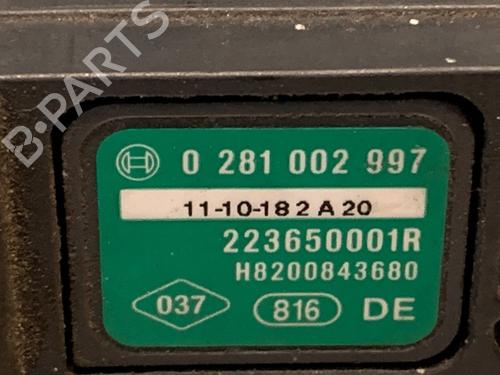 B-PARTS
0 281 002 997
11-10-18 2 A 20
223650001R
H8200843680
037 816 DE